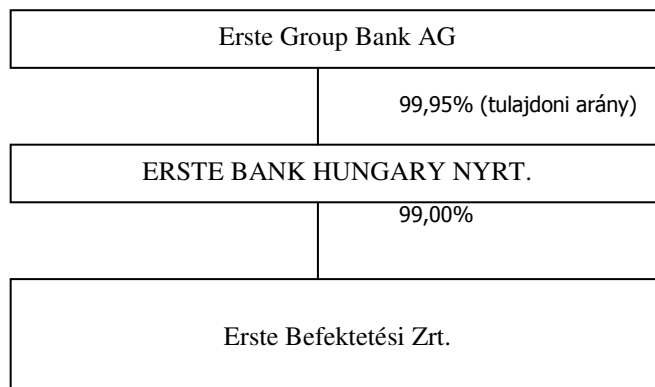 Erste Group Bank AG
99,95% (tulajdoni arány)
ERSTE BANK HUNGARY NYRT.
99,00%
Erste Befektetési Zrt.